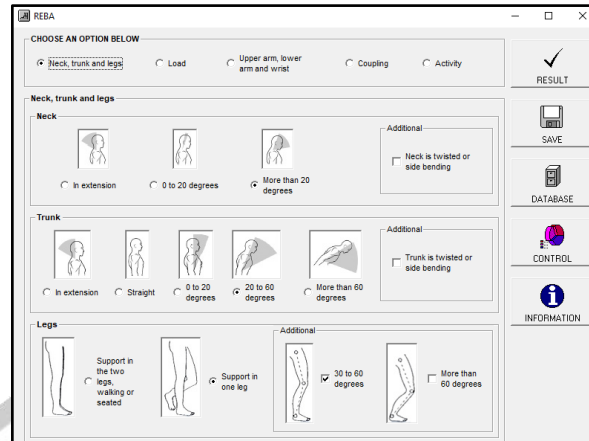 REBA
CHOOSE AN OPTION BELOW
Neck, trunk and legs
Load
Upper arm, lower
arm and wrist
Coupling
Activity
RESULT
SAVE
DATABASE
CONTROL
INFORMATION
Neck, trunk and legs
Neck
In extension
0 to 20 degrees
More than 20
degrees
Additional
Neck is twisted or
side bending
Trunk
In extension
Straight
0 to 20
degrees
20 to 60
degrees
More than 60
degrees
Additional
Trunk is twisted or
side bending
Legs
Support in
the two
legs,
walking or
seated
Support in
one leg
Additional
30 to 60
degrees
More than
60 degrees